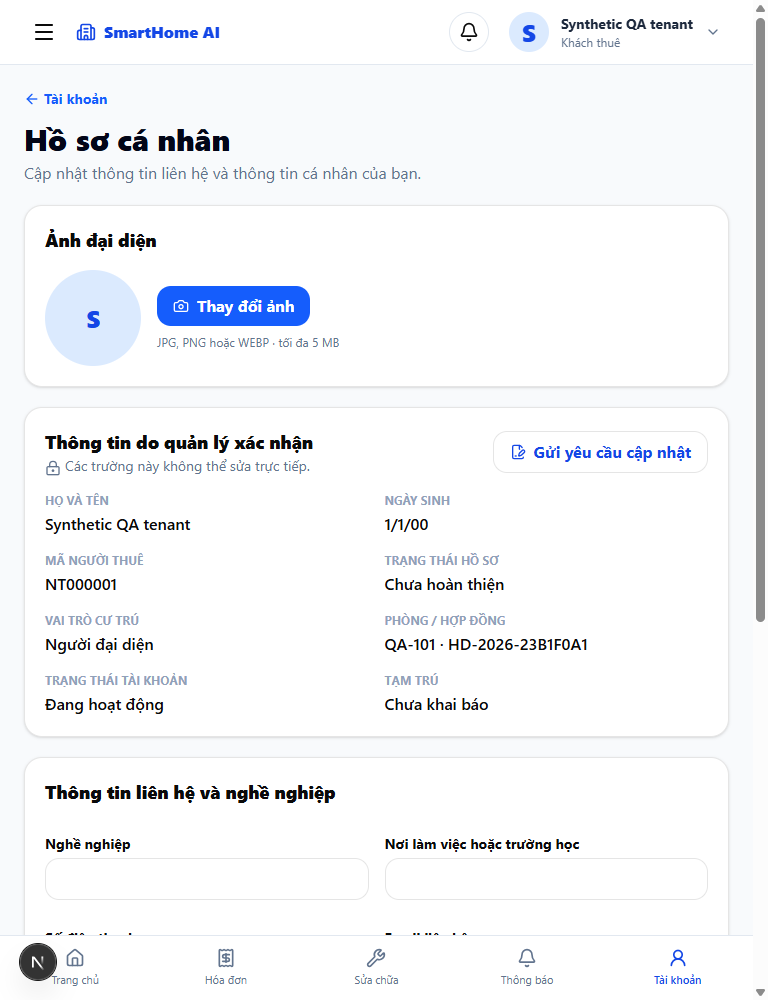 SmartHome AI
S
Synthetic QA tenant
Khách thuê
Tài khoản
Hồ sơ cá nhân
Cập nhật thông tin liên hệ và thông tin cá nhân của bạn.
Ảnh đại diện
S
Thay đổi ảnh
JPG, PNG hoặc WEBP · tối đa 5 MB
Thông tin do quản lý xác nhận
Các trường này không thể sửa trực tiếp.
Gửi yêu cầu cập nhật
HỌ VÀ TÊN
Synthetic QA tenant
NGÀY SINH
1/1/00
MÃ NGƯỜI THUÊ
NT000001
TRẠNG THÁI HỒ SƠ
Chưa hoàn thiện
VAI TRÒ CƯ TRÚ
Người đại diện
PHÒNG / HỢP ĐỒNG
QA-101 · HD-2026-23B1F0A1
TRẠNG THÁI TÀI KHOẢN
Đang hoạt động
TẠM TRÚ
Chưa khai báo
Thông tin liên hệ và nghề nghiệp
Nghề nghiệp
Nơi làm việc hoặc trường học
N
Trang chủ
Hóa đơn
Sửa chữa
Thông báo
Tài khoản